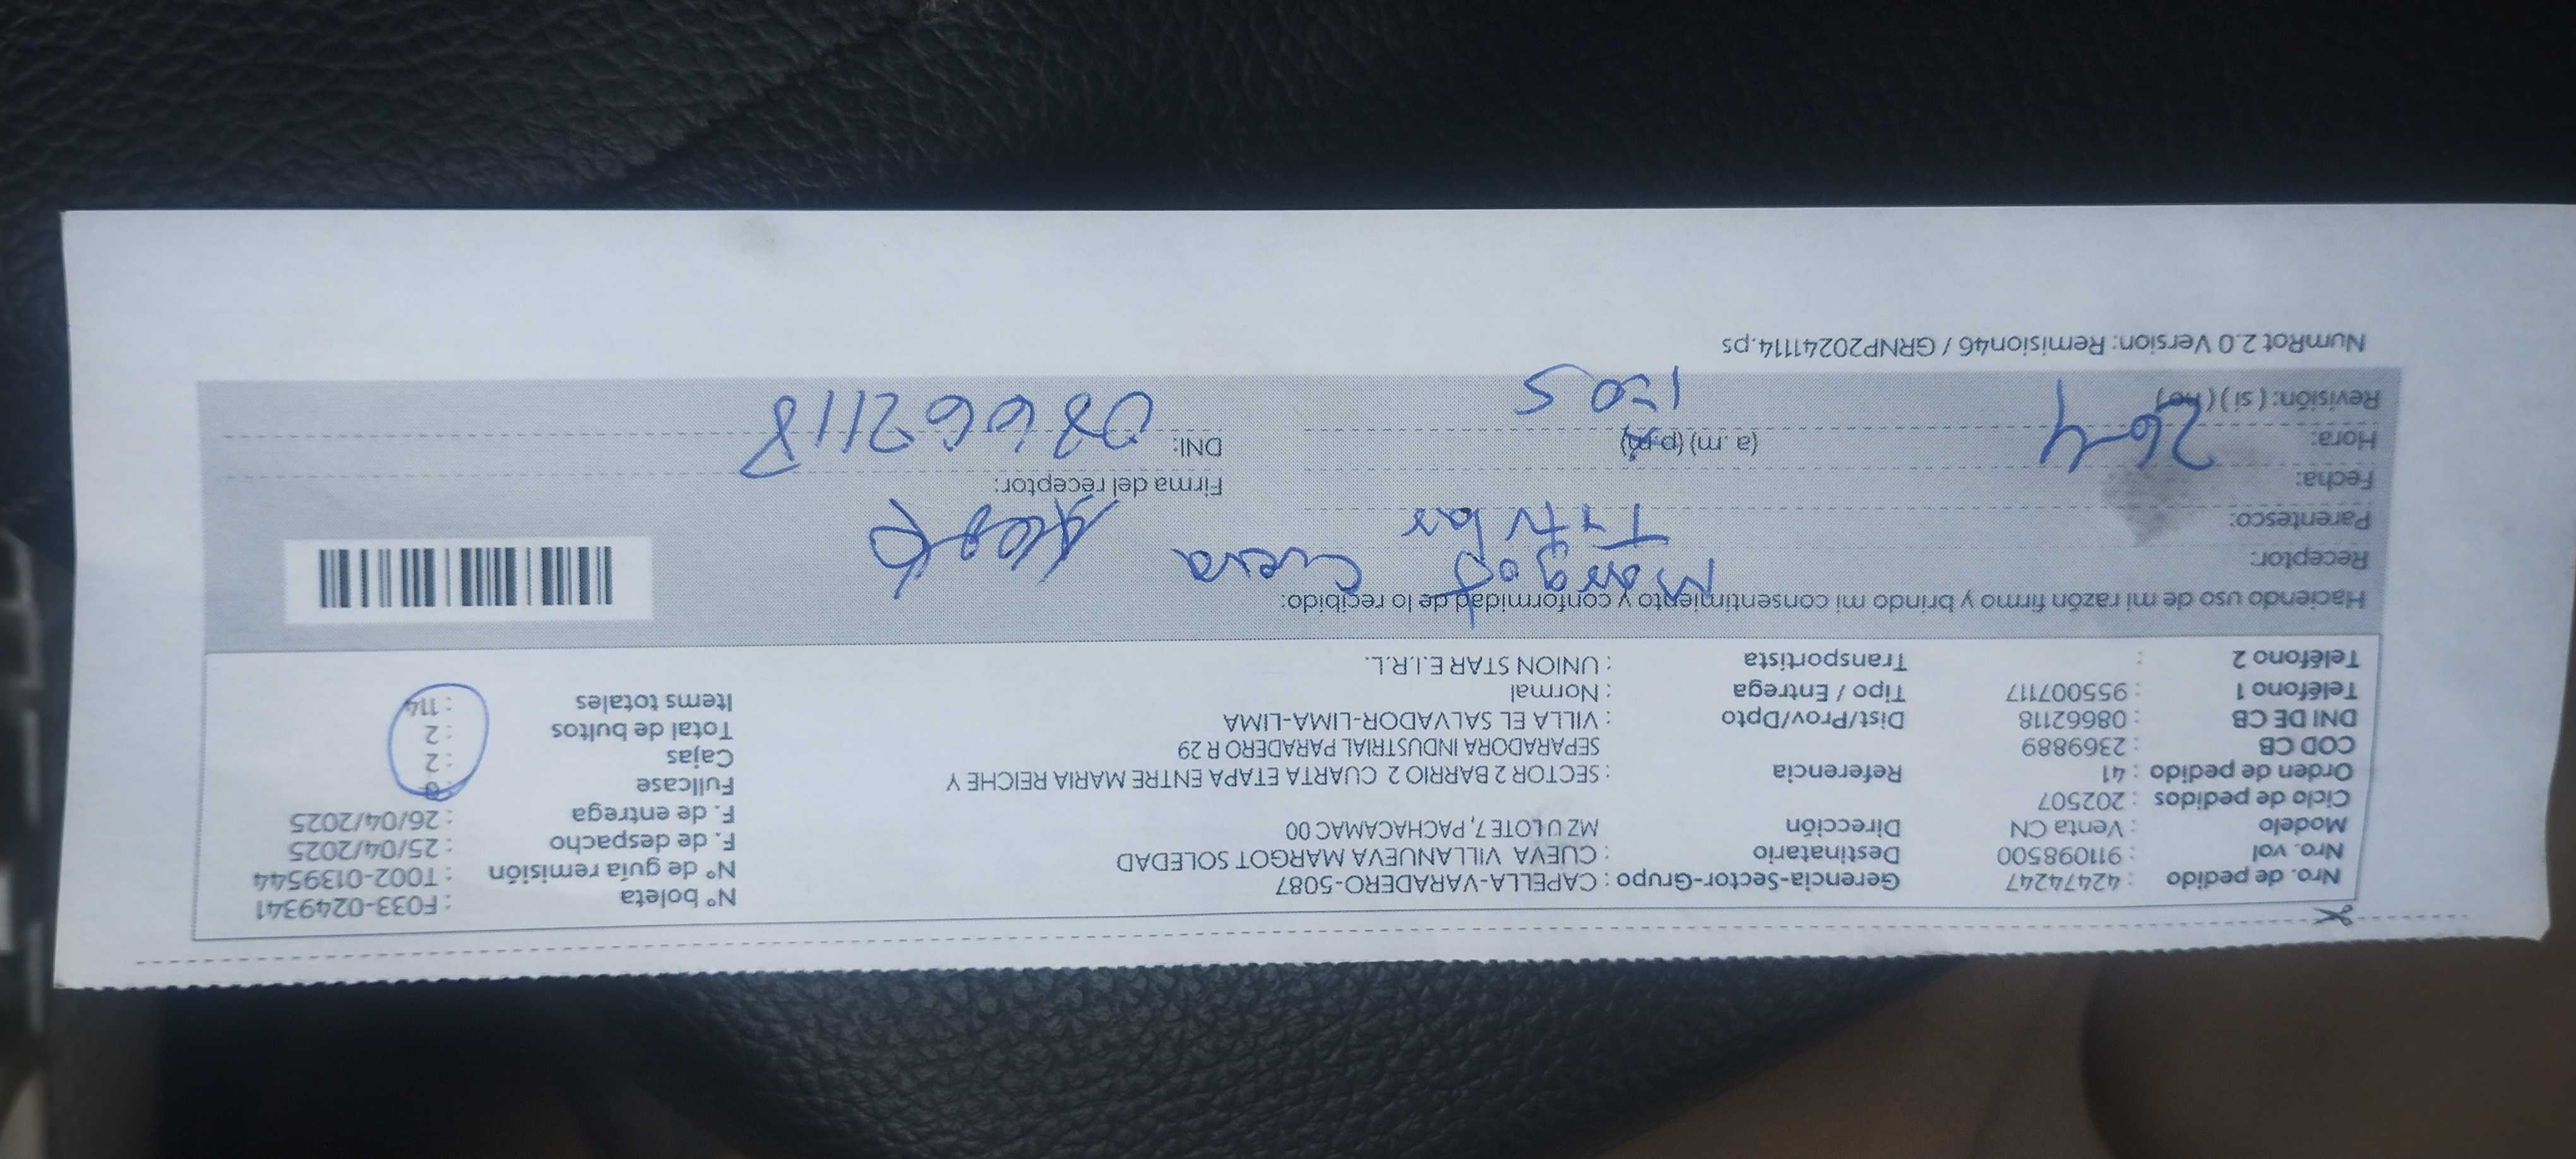 Nro. de pedido : 42474247 Gerencia-Sector-Grupo : CAPELLA-VARADERO-5087 N° boleta : F033-0249341
Nro. vol : 911098500 Destinatario : CUEVA VILLANUEVA MARGOT SOLEDAD N° de guía remisión : T002-0139544
Modelo : Venta CN Dirección MZ U LOTE 7, PACHACAMAC 00 F. de despacho : 25/04/2025
Ciclo de pedidos : 202507 F. de entrega : 26/04/2025
Orden de pedido : 41 Referencia : SECTOR 2 BARRIO 2 CUARTA ETAPA ENTRE MARIA REICHE Y Fullcase : 0
COD CB : 2369889 SEPARADORA INDUSTRIAL PARADERO R 29 Cajas : 2
DNI DE CB : 08662118 Dist/Prov/Dpto : VILLA EL SALVADOR-LIMA-LIMA Total de bultos : 2
Teléfono 1 : 955007117 Tipo / Entrega : Normal Items totales : 114
Teléfono 2 : Transportista : UNION STAR E.I.R.L.
Haciendo uso de mi razón firmo y brindo mi consentimiento y conformidad de lo recibido:
Receptor: Margot Cueva
Parentesco: Titular
Fecha: 26-4 Firma del receptor:
Hora: 1:05 (a. m) (p.m) DNI: 08662118
Revisión: ( si ) ( no )
NumRot 2.0 Version: Remision46 / GRNP20241114.ps